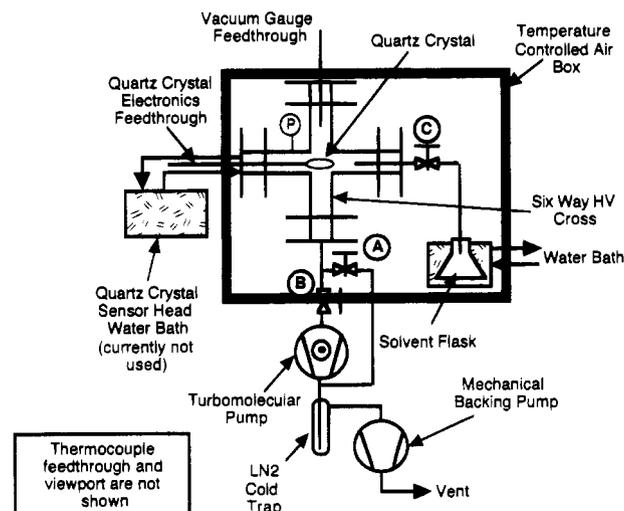 Vacuum Gauge
Feedthrough
Quartz Crystal
Temperature
Controlled Air
Box
Quartz Crystal
Electronics
Feedthrough
P
C
Six Way HV
Cross
A
Water Bath
B
Quartz Crystal
Sensor Head
Water Bath
(currently not
used)
Solvent Flask
Turbomolecular
Pump
Mechanical
Backing Pump
Thermocouple
feedthrough and
viewport are not
shown
LN2
Cold
Trap
Vent